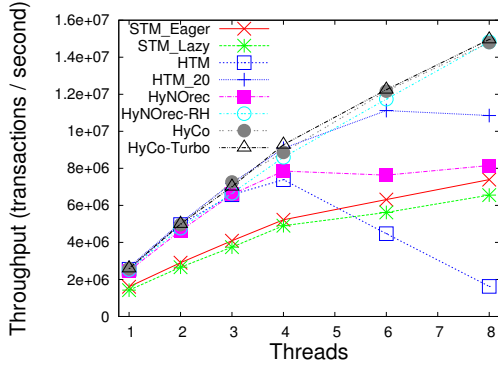 Throughput (transactions / second)
1.6e+07
1.4e+07
1.2e+07
1e+07
8e+06
6e+06
4e+06
2e+06
0
STM_Eager
STM_Lazy
HTM
HTM_20
HyNOrec
HyNOrec-RH
HyCo
HyCo-Turbo
1 2 3 4 5 6 7 8
Threads